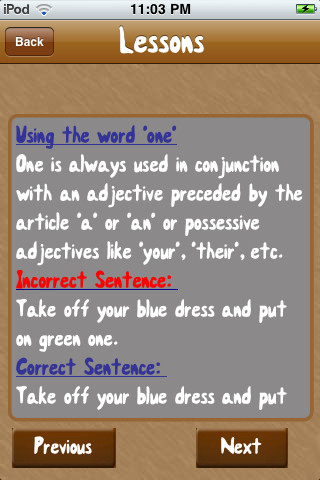 iPod 11:03 PM
Back Lessons
Using the word 'one'
One is always used in conjunction
with an adjective preceded by the
article 'a' or 'an' or possessive
adjectives like 'your', 'their', etc.
Incorrect Sentence:
Take off your blue dress and put
on green one.
Correct Sentence:
Take off your blue dress and put
Previous Next